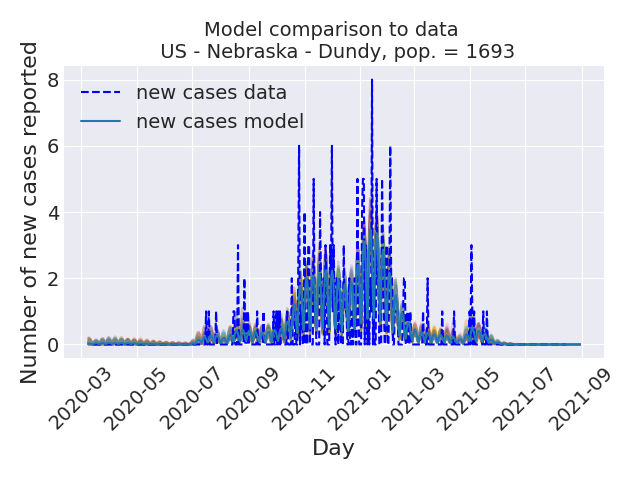 Model comparison to data
US - Nebraska - Dundy, pop. = 1693
Number of new cases reported
8
6
4
2
0
new cases data
new cases model
2020-03
2020-05
2020-07
2020-09
2020-11
2021-01
2021-03
2021-05
2021-07
2021-09
Day